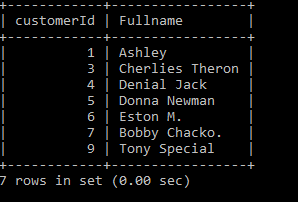 +------------+-----------------+
| customerId | Fullname        |
+------------+-----------------+
|          1 | Ashley          |
|          3 | Cherlies Theron |
|          4 | Denial Jack     |
|          5 | Donna Newman    |
|          6 | Eston M.        |
|          7 | Bobby Chacko.   |
|          9 | Tony Special    |
+------------+-----------------+
7 rows in set (0.00 sec)